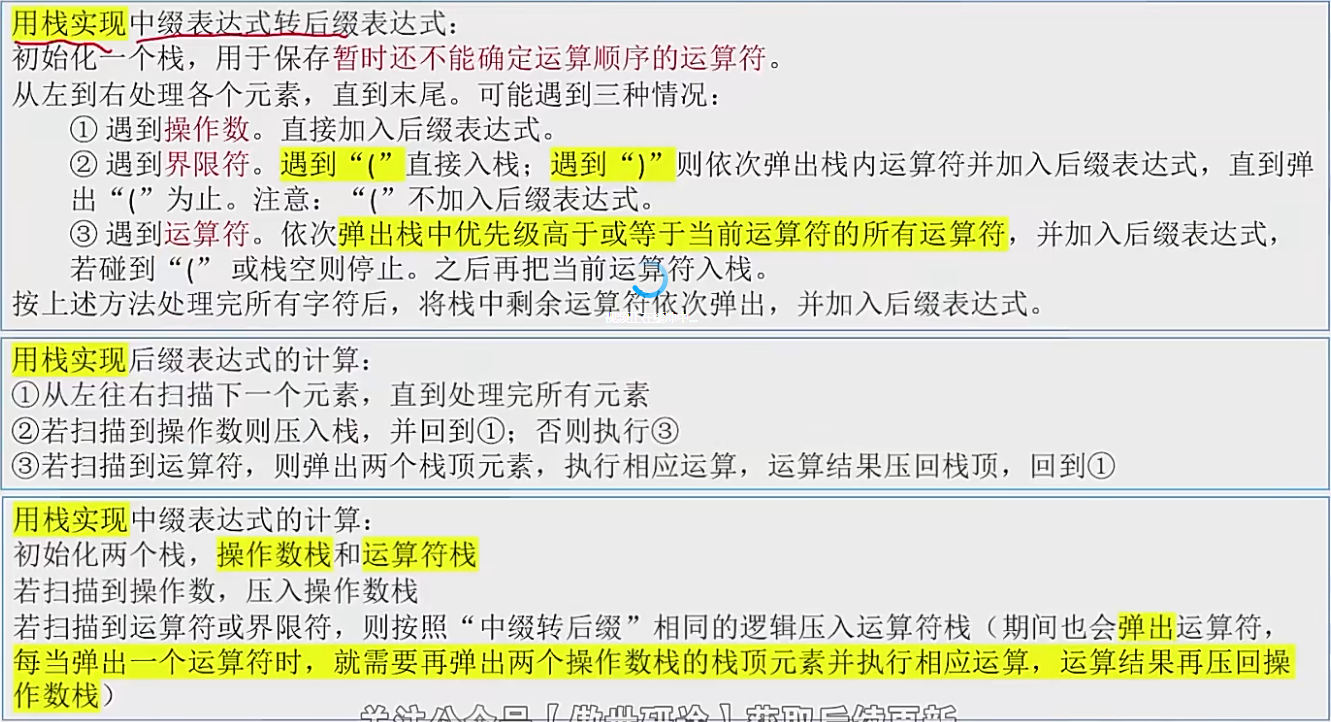 用栈实现中缀表达式转后缀表达式：
初始化一个栈，用于保存暂时还不能确定运算顺序的运算符。
从左到右处理各个元素，直到末尾。可能遇到三种情况：
① 遇到操作数。直接加入后缀表达式。
② 遇到界限符。遇到“(”直接入栈；遇到“)”则依次弹出栈内运算符并加入后缀表达式，直到弹
出“(”为止。注意：“(”不加入后缀表达式。
③ 遇到运算符。依次弹出栈中优先级高于或等于当前运算符的所有运算符，并加入后缀表达式，
若碰到“(” 或栈空则停止。之后再把当前运算符入栈。
按上述方法处理完所有字符后，将栈中剩余运算符依次弹出，并加入后缀表达式。
用栈实现后缀表达式的计算：
①从左往右扫描下一个元素，直到处理完所有元素
②若扫描到操作数则压入栈，并回到①；否则执行③
③若扫描到运算符，则弹出两个栈顶元素，执行相应运算，运算结果压回栈顶，回到①
用栈实现中缀表达式的计算：
初始化两个栈，操作数栈和运算符栈
若扫描到操作数，压入操作数栈
若扫描到运算符或界限符，则按照“中缀转后缀”相同的逻辑压入运算符栈（期间也会弹出运算符，
每当弹出一个运算符时，就需要再弹出两个操作数栈的栈顶元素并执行相应运算，运算结果再压回操
作数栈）
关注公众号【傲世研途】获取后续更新